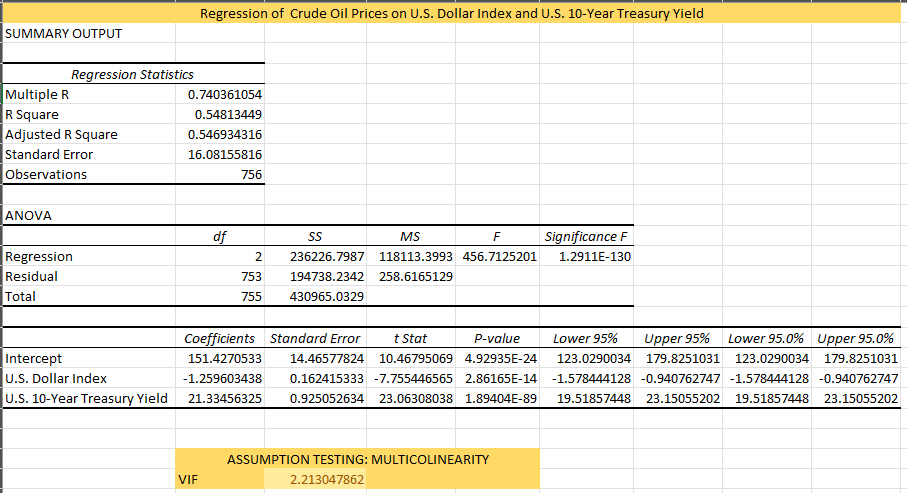 Regression of Crude Oil Prices on U.S. Dollar Index and U.S. 10-Year Treasury Yield
SUMMARY OUTPUT
Regression Statistics
Multiple R 0.740361054
R Square 0.54813449
Adjusted R Square 0.546934316
Standard Error 16.08155816
Observations 756
ANOVA
df SS MS F Significance F
Regression 2 236226.7987 118113.3993 456.7125201 1.2911E-130
Residual 753 194738.2342 258.6165129
Total 755 430965.0329
Coefficients Standard Error t Stat P-value Lower 95% Upper 95% Lower 95.0% Upper 95.0%
Intercept 151.4270533 14.46577824 10.46795069 4.92935E-24 123.0290034 179.8251031 123.0290034 179.8251031
U.S. Dollar Index -1.259603438 0.162415333 -7.755446565 2.86165E-14 -1.578444128 -0.940762747 -1.578444128 -0.940762747
U.S. 10-Year Treasury Yield 21.33456325 0.925052634 23.06308038 1.89404E-89 19.51857448 23.15055202 19.51857448 23.15055202
ASSUMPTION TESTING: MULTICOLINEARITY
VIF 2.213047862